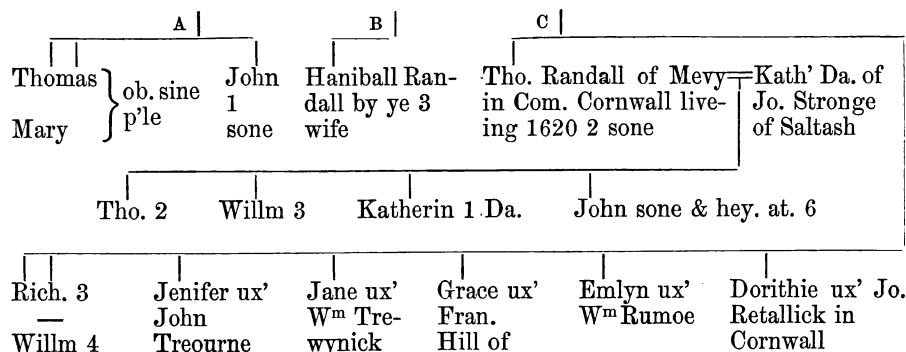 A B C
Thomas
Mary
ob. sine
p'le
John
1
sone
Haniball Ran-
dall by ye 3
wife
Tho. Randall of Mevy
in Com. Cornwall live-
ing 1620 2 sone
Kath' Da. of
Jo. Stronge
of Saltash
Tho. 2 Willm 3 Katherin 1 Da. John sone & hey. at. 6
Rich. 3
—
Willm 4
Jenifer ux'
John
Treourne
Jane ux'
Wm Tre-
wynick
Grace ux'
Fran.
Hill of
Emlyn ux'
Wm Rumoe
Dorithie ux' Jo.
Retallick in
Cornwall